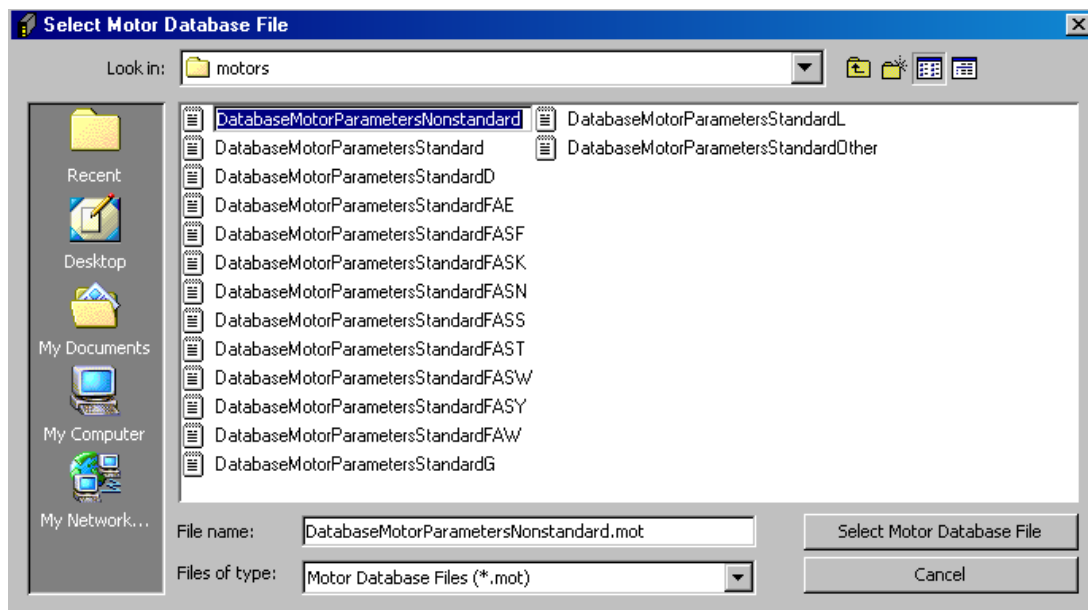 Select Motor Database File
Look in: motors
Recent
Desktop
My Documents
My Computer
My Network...
DatabaseMotorParametersNonstandard
DatabaseMotorParametersStandard
DatabaseMotorParametersStandardD
DatabaseMotorParametersStandardFAE
DatabaseMotorParametersStandardFASF
DatabaseMotorParametersStandardFASK
DatabaseMotorParametersStandardFASN
DatabaseMotorParametersStandardFASS
DatabaseMotorParametersStandardFAST
DatabaseMotorParametersStandardFASW
DatabaseMotorParametersStandardFASY
DatabaseMotorParametersStandardFAW
DatabaseMotorParametersStandardG
DatabaseMotorParametersStandardL
DatabaseMotorParametersStandardOther
File name: DatabaseMotorParametersNonstandard.mot Select Motor Database File
Files of type: Motor Database Files (*.mot) Cancel